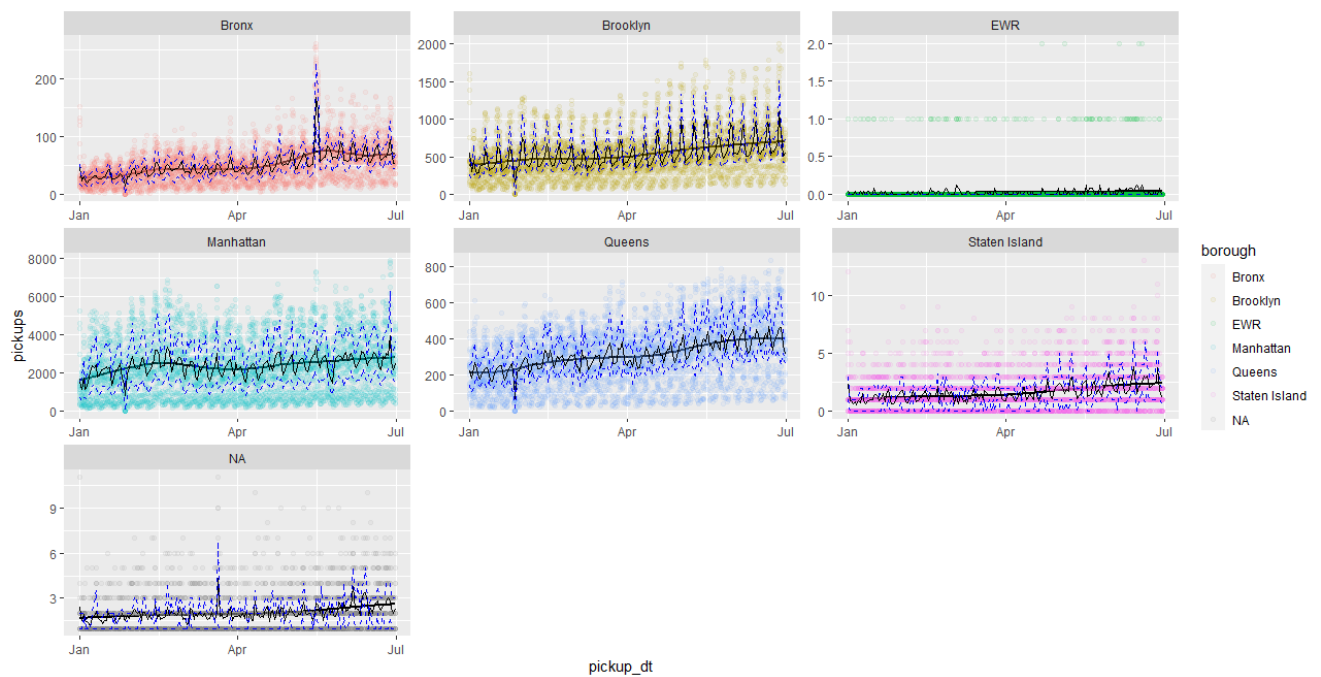 Bronx
Brooklyn
EWR
200
100
0
Jan
Apr
Jul
2000
1500
1000
500
0
Jan
Apr
Jul
2.0
1.5
1.0
0.5
0.0
Jan
Apr
Jul
Manhattan
Queens
Staten Island
pickups
8000
6000
4000
2000
0
Jan
Apr
Jul
800
600
400
200
0
Jan
Apr
Jul
10
5
0
Jan
Apr
Jul
NA
9
6
3
Jan
Apr
Jul
pickup_dt
borough
Bronx
Brooklyn
EWR
Manhattan
Queens
Staten Island
NA